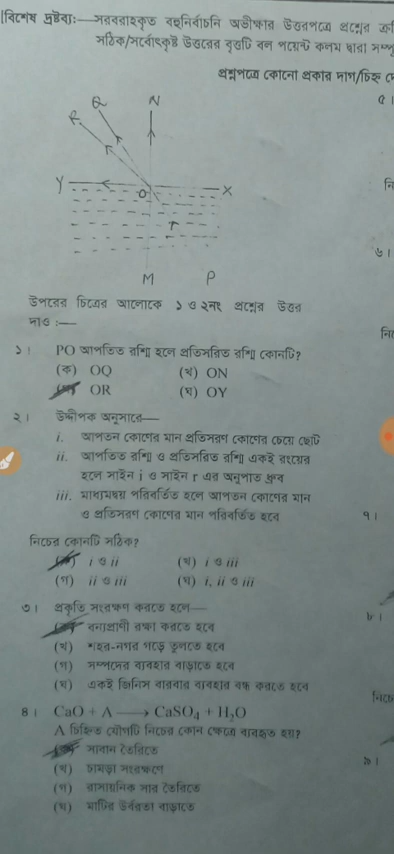 [বিশেষ দ্রষ্টব্য:—সরবরাহকৃত বহুনির্বাচনি অভীক্ষার উত্তরপত্রে প্রশ্নের ক্র
সঠিক/সর্বোৎকৃষ্ট উত্তরের বৃত্তটি বল পয়েন্ট কলম দ্বারা সম্পূ
প্রশ্নপত্রে কোনো প্রকার দাগ/চিহ্ন দে
R Q N
Y O X
T
M P
উপরের চিত্রের আলোকে ১ ও ২নং প্রশ্নের উত্তর
দাও :—
১। PO আপতিত রশ্মি হলে প্রতিসরিত রশ্মি কোনটি?
(ক) OQ (খ) ON
OR (ঘ) OY
২। উদ্দীপক অনুসারে—
i. আপতন কোণের মান প্রতিসরণ কোণের চেয়ে ছোট
ii. আপতিত রশ্মি ও প্রতিসরিত রশ্মি একই রংয়ের
হলে সাইন i ও সাইন r এর অনুপাত ধ্রুব
iii. মাধ্যমদ্বয় পরিবর্তিত হলে আপতন কোণের মান
ও প্রতিসরণ কোণের মান পরিবর্তিত হবে
নিচের কোনটি সঠিক?
i ও ii (খ) i ও iii
(গ) ii ও iii (ঘ) i, ii ও iii
৩। প্রকৃতি সংরক্ষণ করতে হলে—
বন্যপ্রাণী রক্ষা করতে হবে
(খ) শহর-নগর গড়ে তুলতে হবে
(গ) সম্পদের ব্যবহার বাড়াতে হবে
(ঘ) একই জিনিস বারবার ব্যবহার বন্ধ করতে হবে
৪। CaO + A ⟶ CaSO₄ + H₂O
A চিহ্নিত যৌগটি নিচের কোন ক্ষেত্রে ব্যবহৃত হয়?
সাবান তৈরিতে
(খ) চামড়া সংরক্ষণে
(গ) রাসায়নিক সার তৈরিতে
(ঘ) মাটির উর্বরতা বাড়াতে
৫।
নি
৬।
নি
৭।
৮।
নিচে
৯।